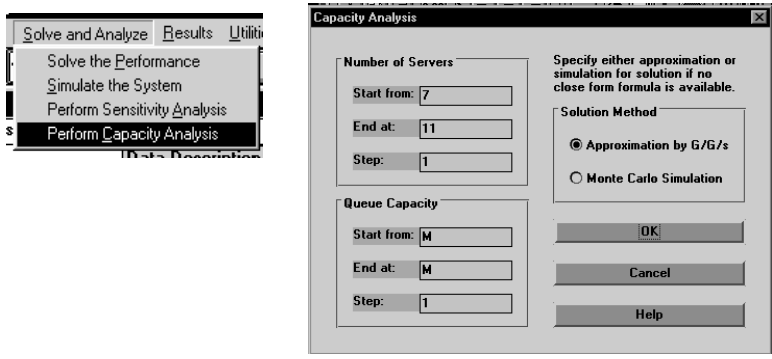 Solve and Analyze Results
Solve the Performance
Simulate the System
Perform Sensitivity Analysis
Perform Capacity Analysis
Data Description
Capacity Analysis
Number of Servers
Start from: 7
End at: 11
Step: 1
Queue Capacity
Start from: M
End at: M
Step: 1
Specify either approximation or
simulation for solution if no
close form formula is available.
Solution Method
Approximation by G/G/s
Monte Carlo Simulation
OK
Cancel
Help